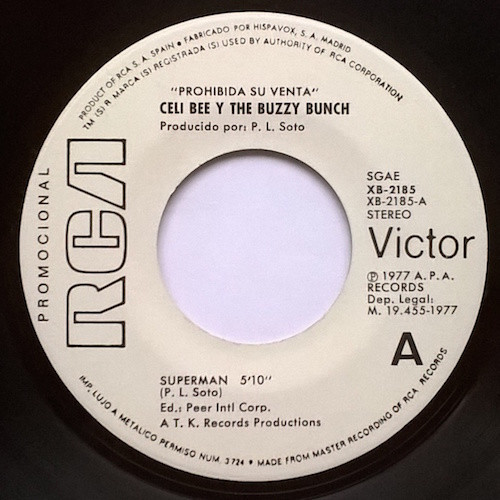 PRODUCT OF RCA S. A. SPAIN • FABRICADO POR HISPAVOX, S. A. MADRID
TM (S) ® MARCA (S) REGISTRADA (S) USED BY AUTHORITY OF RCA CORPORATION
"PROHIBIDA SU VENTA"
CELI BEE Y THE BUZZY BUNCH
Producido por: P. L. Soto
PROMOCIONAL
RCA
SGAE
XB-2185
XB-2185-A
STEREO
Victor
Ⓟ 1977 A. P. A.
RECORDS
Dep. Legal:
M. 19.455-1977
A
SUPERMAN 5'10"
(P. L. Soto)
Ed.: Peer Intl Corp.
A T. K. Records Productions
IMP. LUJO A METALICO PERMISO NUM. 3724 • MADE FROM MASTER RECORDING OF RCA RECORDS